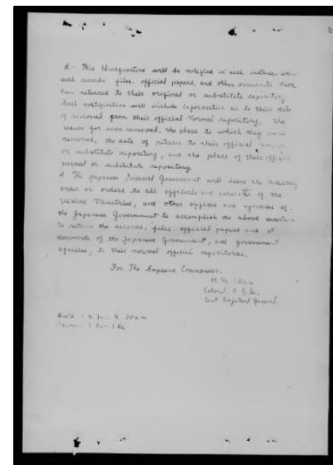 d.- This Headquarters will be notified in each instance when
such records, files, official papers, and other documents have
been returned to their original or substitute repository.
Such notification will include information as to their date
of removal from their official normal repository, the
reason for such removal, the place to which they were
removed, the date of return to their official normal
or substitute repository, and the place of their official
normal or substitute repository.
4. The Japanese Imperial Government will issue the necessary
order or orders to all officials and of the
various Ministries, and other offices and agencies of
the Japanese Government to accomplish the above
to return the records, files, official papers and
documents of the Japanese Government, and Government
agencies, to their normal official repositories.
For The Supreme Commander.
Colonel,
Asst Adjutant General.